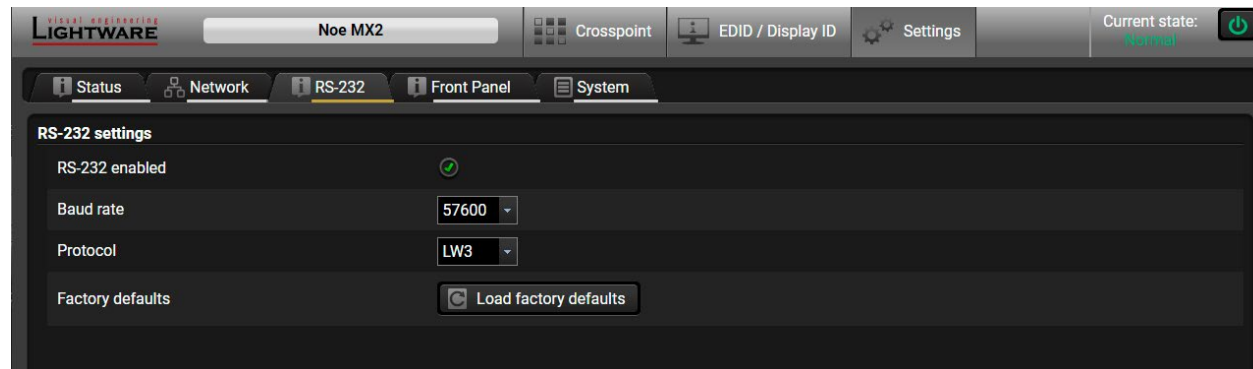 visual engineering
LIGHTWARE
Noe MX2
Crosspoint
EDID / Display ID
Settings
Current state:
Normal
Status
Network
RS-232
Front Panel
System
RS-232 settings
RS-232 enabled
Baud rate
57600
Protocol
LW3
Factory defaults
Load factory defaults